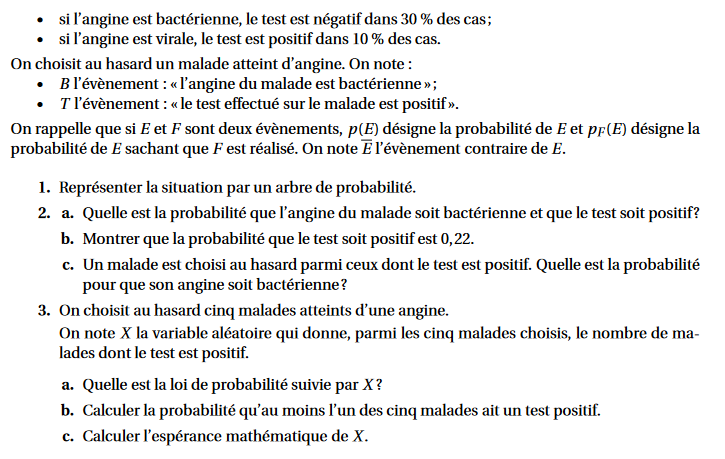 • si l'angine est bactérienne, le test est négatif dans 30 % des cas;
• si l'angine est virale, le test est positif dans 10 % des cas.
On choisit au hasard un malade atteint d'angine. On note :
• B l'évènement : « l'angine du malade est bactérienne » ;
• T l'évènement : « le test effectué sur le malade est positif ».
On rappelle que si E et F sont deux évènements, p(E) désigne la probabilité de E et p_F(E) désigne la
probabilité de E sachant que F est réalisé. On note E̅ l'évènement contraire de E.
1. Représenter la situation par un arbre de probabilité.
2. a. Quelle est la probabilité que l'angine du malade soit bactérienne et que le test soit positif?
b. Montrer que la probabilité que le test soit positif est 0,22.
c. Un malade est choisi au hasard parmi ceux dont le test est positif. Quelle est la probabilité
pour que son angine soit bactérienne?
3. On choisit au hasard cinq malades atteints d'une angine.
On note X la variable aléatoire qui donne, parmi les cinq malades choisis, le nombre de ma-
lades dont le test est positif.
a. Quelle est la loi de probabilité suivie par X ?
b. Calculer la probabilité qu'au moins l'un des cinq malades ait un test positif.
c. Calculer l'espérance mathématique de X.